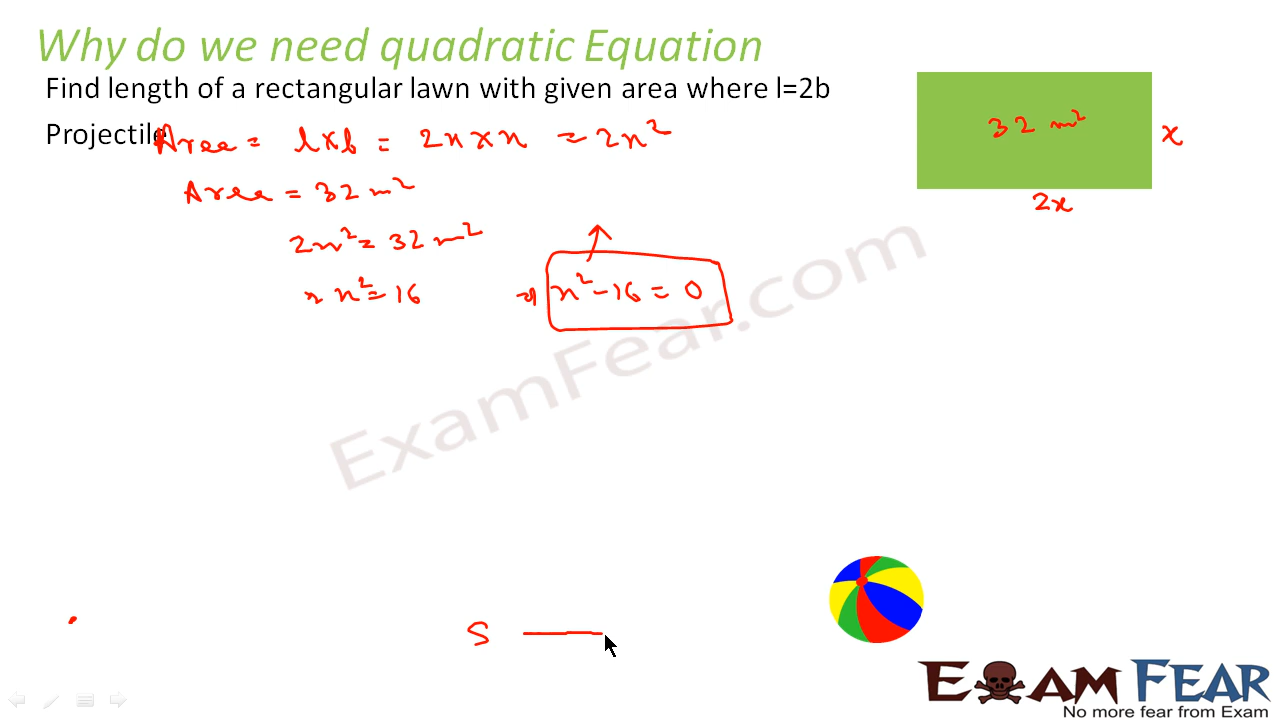 Why do we need quadratic Equation
Find length of a rectangular lawn with given area where l=2b
Projectile
Area = l×b = 2x×x = 2x²
Area = 32 m²
2x² = 32 m²
x² = 16 ⇒ x² - 16 = 0
32 m²
x
2x
S
ExamFear.com
EXAM FEAR
No more fear from Exam